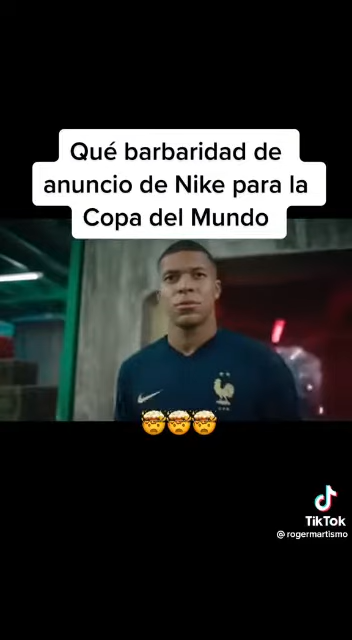 Qué barbaridad de
anuncio de Nike para la
Copa del Mundo
TikTok
@rogermartismo